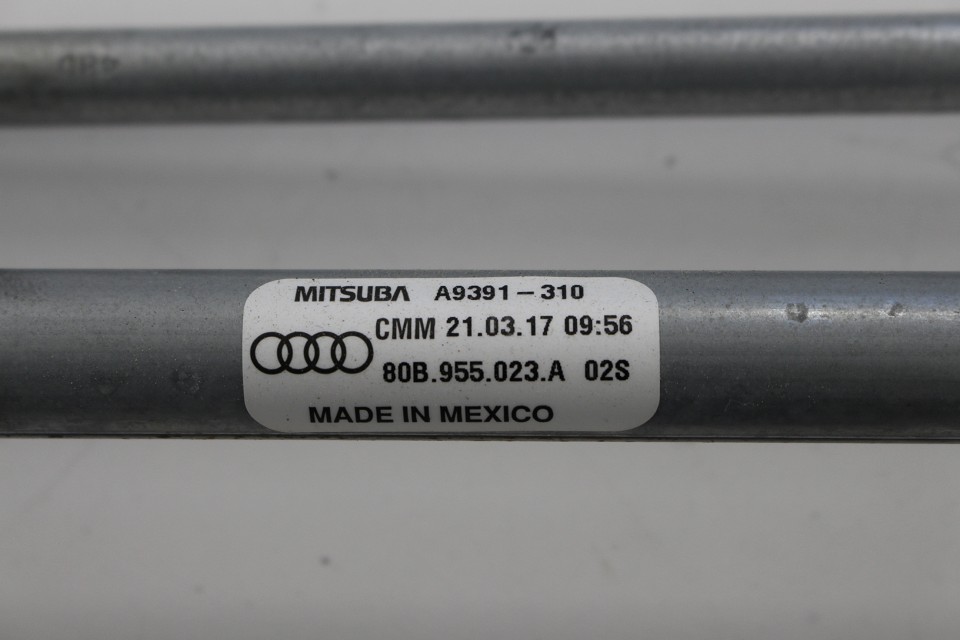 MITSUBA A9391-310
CMM 21.03.17 09:56
80B.955.023.A 02S
MADE IN MEXICO